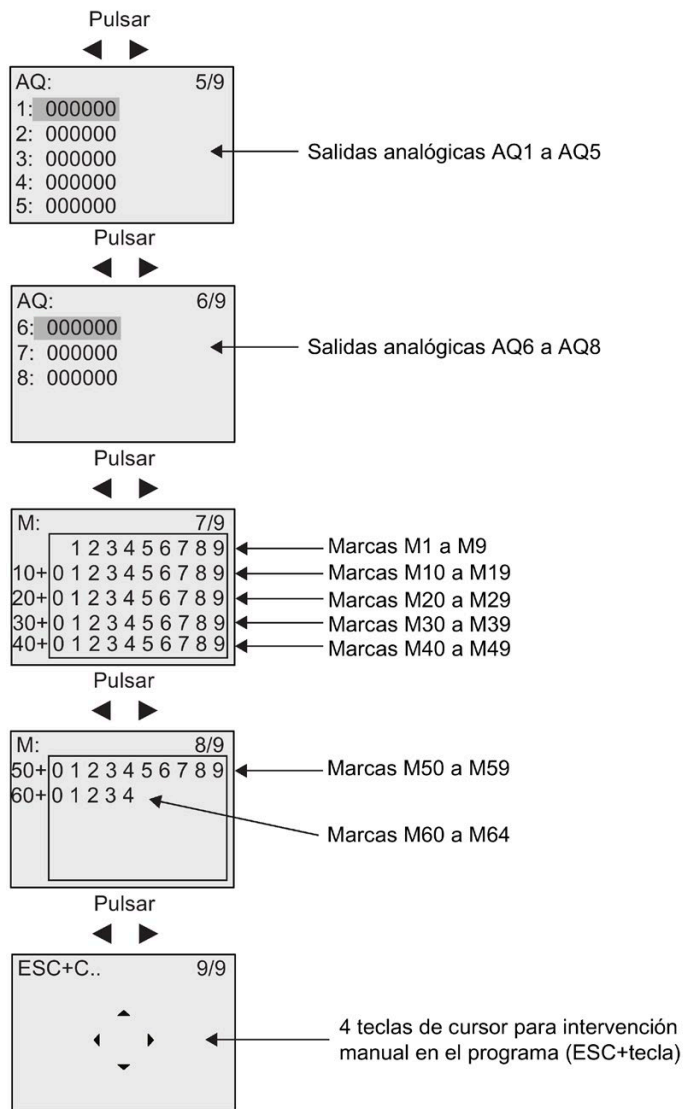 Pulsar
AQ: 5/9
1: 000000
2: 000000
3: 000000
4: 000000
5: 000000
Salidas analógicas AQ1 a AQ5
Pulsar
AQ: 6/9
6: 000000
7: 000000
8: 000000
Salidas analógicas AQ6 a AQ8
Pulsar
M: 7/9
1 2 3 4 5 6 7 8 9 Marcas M1 a M9
10+ 0 1 2 3 4 5 6 7 8 9 Marcas M10 a M19
20+ 0 1 2 3 4 5 6 7 8 9 Marcas M20 a M29
30+ 0 1 2 3 4 5 6 7 8 9 Marcas M30 a M39
40+ 0 1 2 3 4 5 6 7 8 9 Marcas M40 a M49
Pulsar
M: 8/9
50+ 0 1 2 3 4 5 6 7 8 9 Marcas M50 a M59
60+ 0 1 2 3 4
Marcas M60 a M64
Pulsar
ESC+C.. 9/9
4 teclas de cursor para intervención
manual en el programa (ESC+tecla)